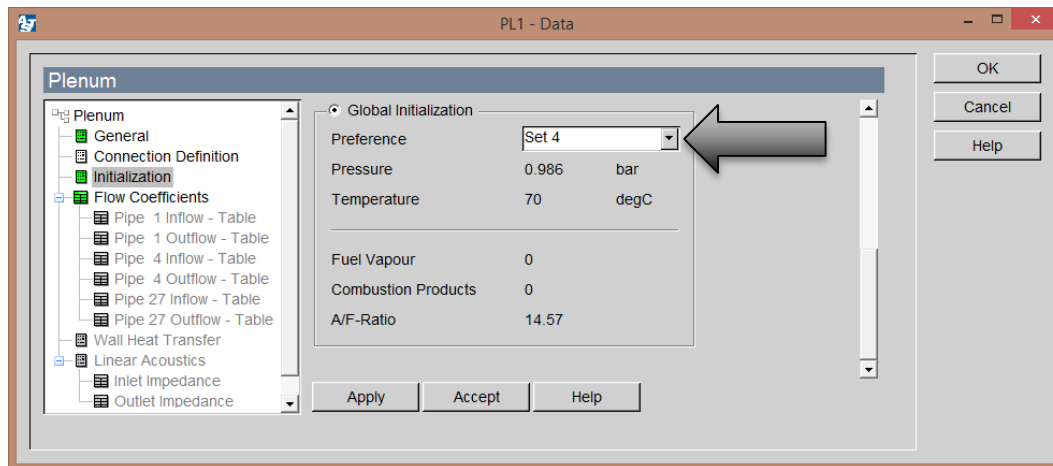 PL1 - Data
Plenum
OK
Cancel
Help
Plenum
General
Connection Definition
Initialization
Flow Coefficients
Pipe 1 Inflow - Table
Pipe 1 Outflow - Table
Pipe 4 Inflow - Table
Pipe 4 Outflow - Table
Pipe 27 Inflow - Table
Pipe 27 Outflow - Table
Wall Heat Transfer
Linear Acoustics
Inlet Impedance
Outlet Impedance
Global Initialization
Preference Set 4
Pressure 0.986 bar
Temperature 70 degC
Fuel Vapour 0
Combustion Products 0
A/F-Ratio 14.57
Apply Accept Help